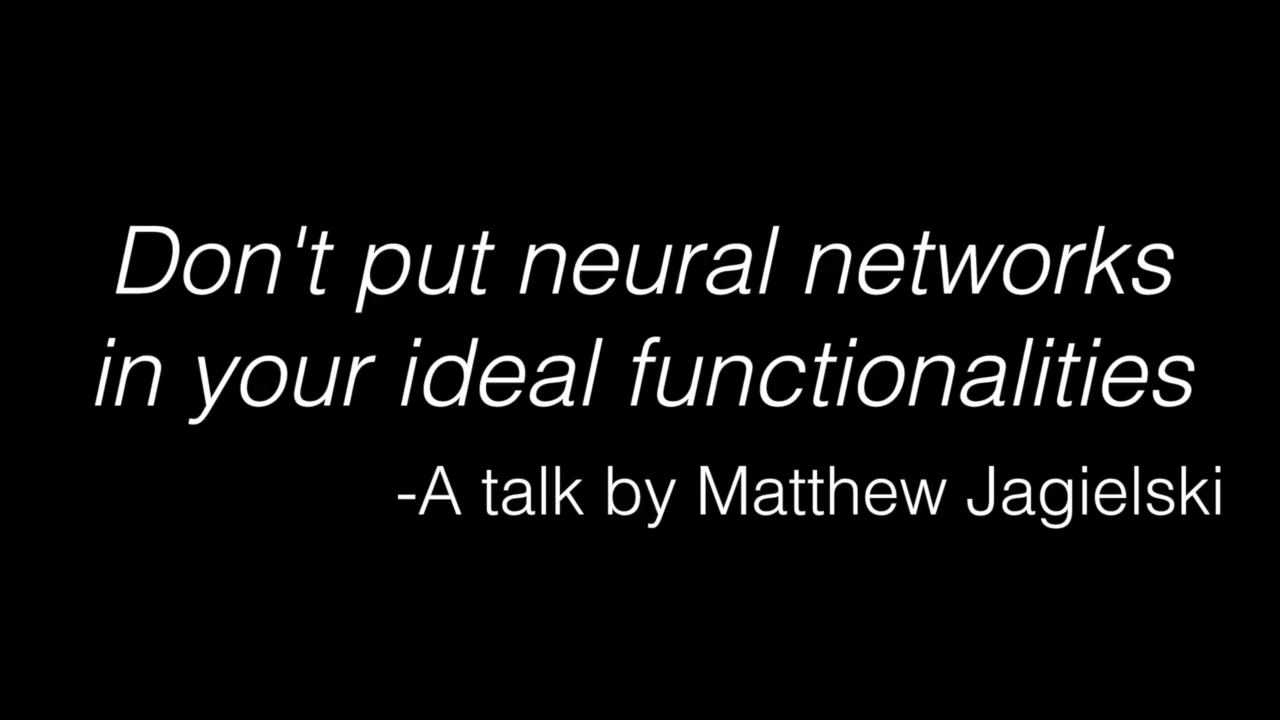 Don't put neural networks
in your ideal functionalities
-A talk by Matthew Jagielski